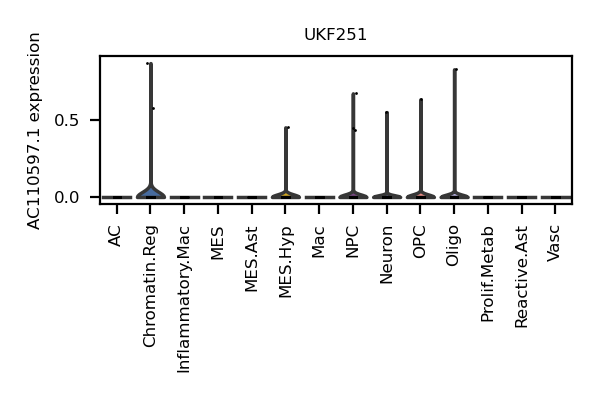 UKF251
AC110597.1 expression
0.5
0.0
AC
Chromatin.Reg
Inflammatory.Mac
MES
MES.Ast
MES.Hyp
Mac
NPC
Neuron
OPC
Oligo
Prolif.Metab
Reactive.Ast
Vasc